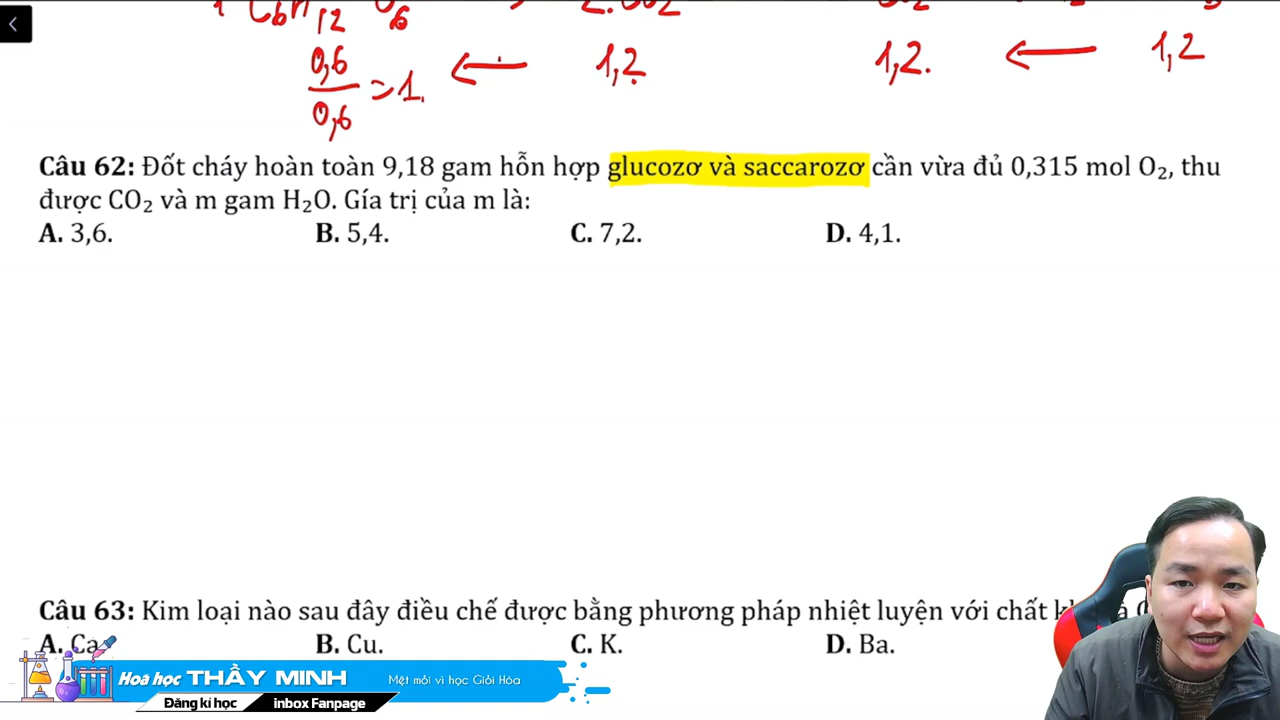 12 6
0,6
0,6 = 1.
1,2
1,2.
1,2
Câu 62: Đốt cháy hoàn toàn 9,18 gam hỗn hợp glucozơ và saccarozơ cần vừa đủ 0,315 mol O₂, thu
được CO₂ và m gam H₂O. Gía trị của m là:
A. 3,6. B. 5,4. C. 7,2. D. 4,1.
Câu 63: Kim loại nào sau đây điều chế được bằng phương pháp nhiệt luyện với chất
A. Ca B. Cu. C. K. D. Ba.
Hoá học THẦY MINH
Mệt mỏi vì học Giỏi Hóa
Đăng kí học
inbox Fanpage